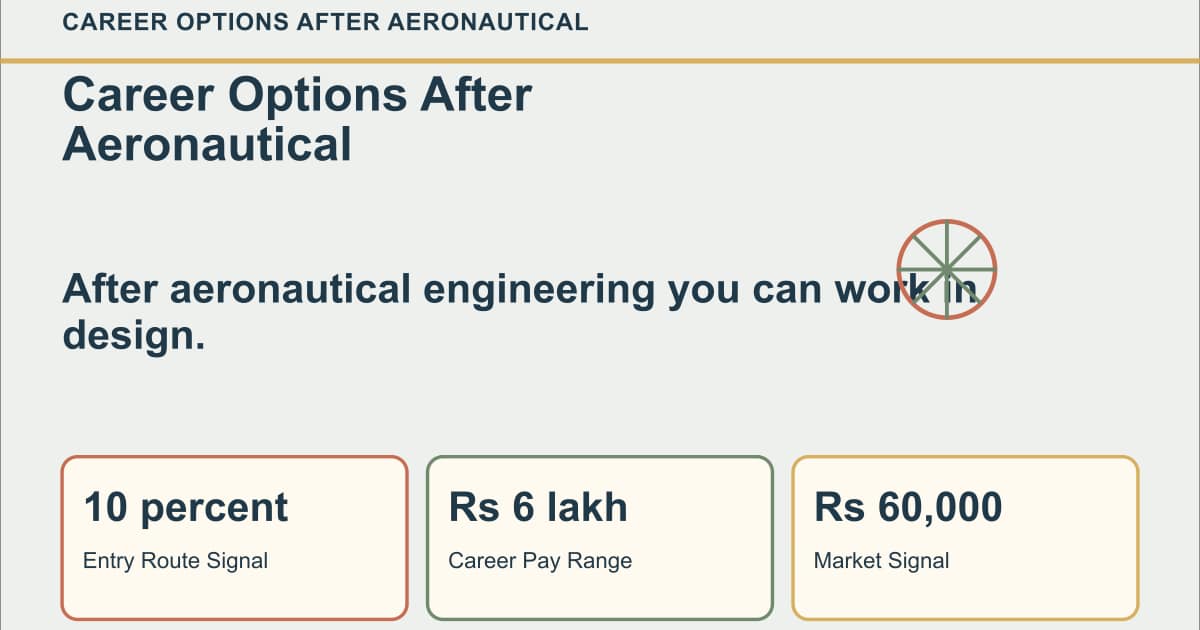 CAREER OPTIONS AFTER AERONAUTICAL
Career Options After
Aeronautical
After aeronautical engineering you can work in
design.
10 percent
Entry Route Signal
Rs 6 lakh
Career Pay Range
Rs 60,000
Market Signal